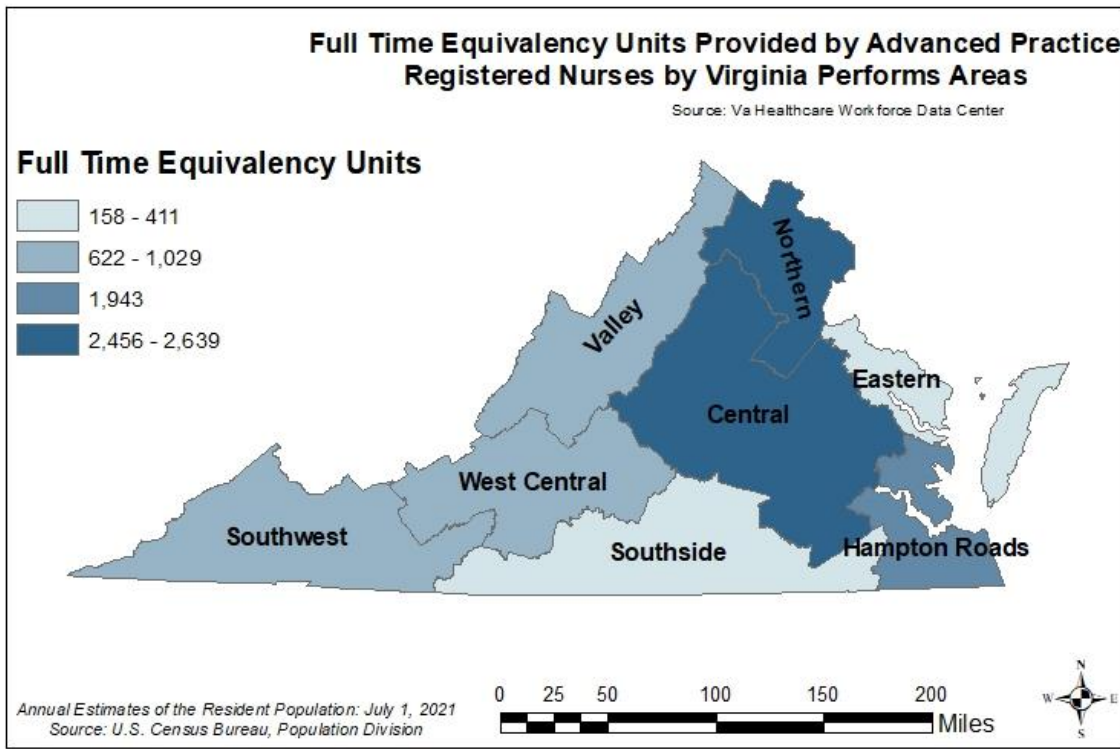 Full Time Equivalency Units Provided by Advanced Practice
Registered Nurses by Virginia Performs Areas
Source: Va Healthcare Workforce Data Center
Full Time Equivalency Units
158 - 411
622 - 1,029
1,943
2,456 - 2,639
Northern
Valley
Eastern
Central
West Central
Southwest
Southside
Hampton Roads
Annual Estimates of the Resident Population: July 1, 2021
Source: U.S. Census Bureau, Population Division
0 25 50 100 150 200
Miles
N
W E
S